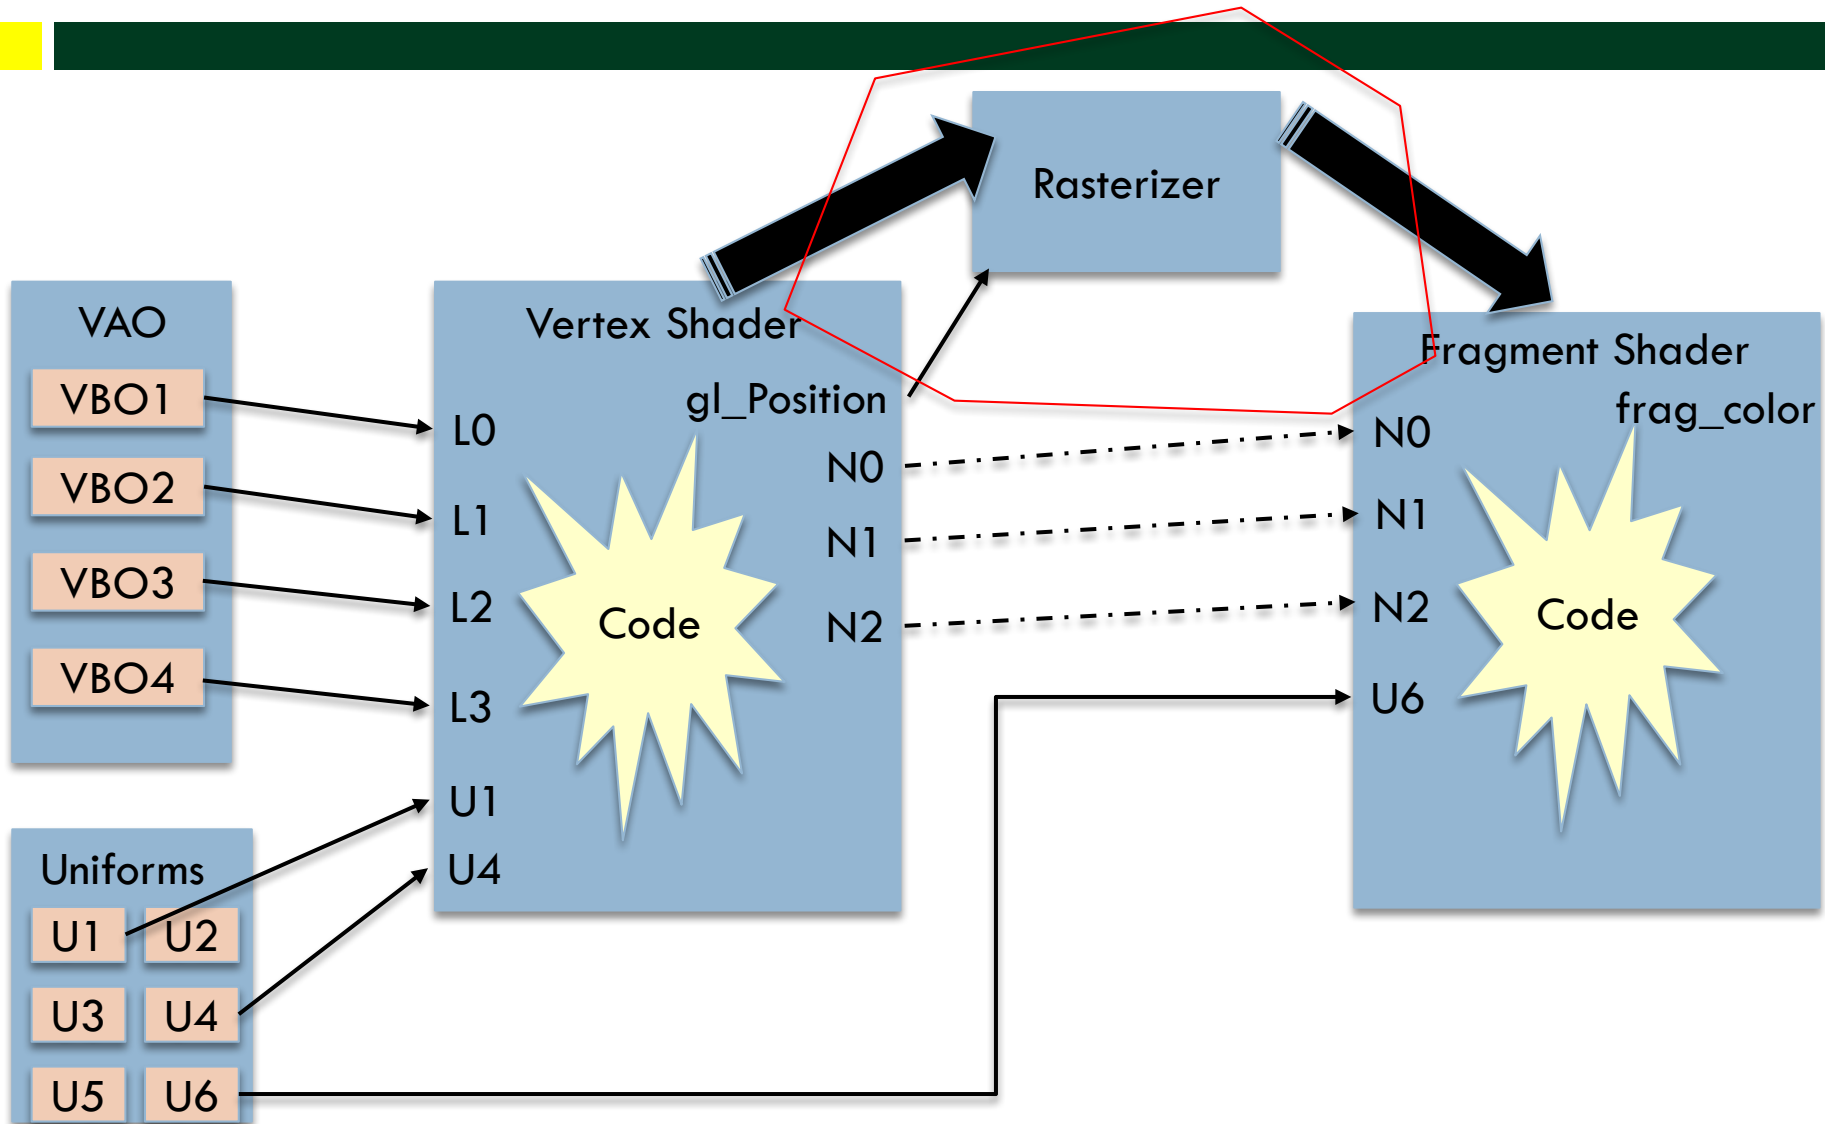 Rasterizer
VAO
VBO1
VBO2
VBO3
VBO4
Uniforms
U1 U2
U3 U4
U5 U6
Vertex Shader
gl_Position
L0
L1
L2
L3
U1
U4
Code
N0
N1
N2
Fragment Shader
frag_color
N0
N1
N2
U6
Code